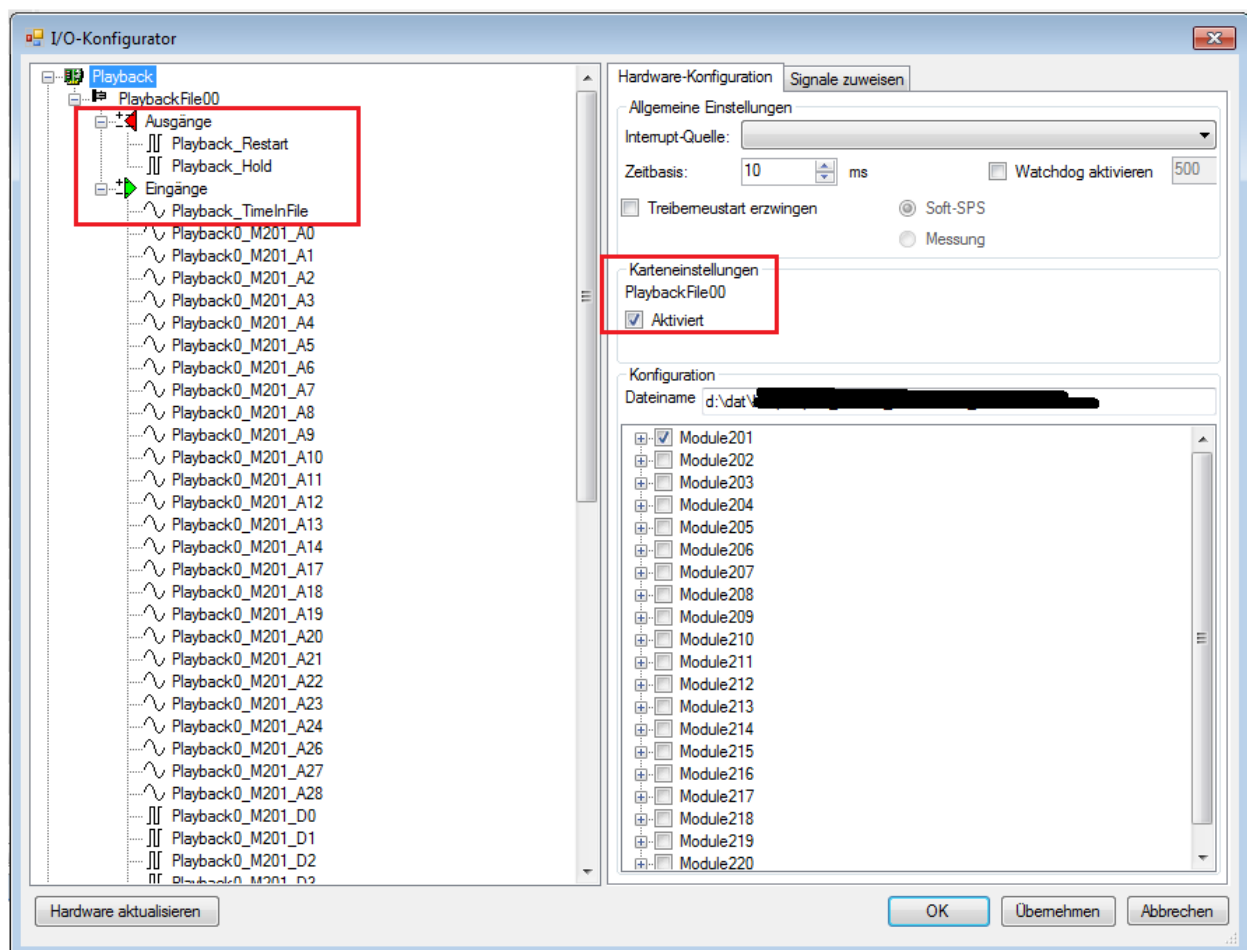 I/O-Konfigurator
Playback
PlaybackFile00
Ausgänge
Playback_Restart
Playback_Hold
Eingänge
Playback_TimeInFile
Playback0_M201_A0
Playback0_M201_A1
Playback0_M201_A2
Playback0_M201_A3
Playback0_M201_A4
Playback0_M201_A5
Playback0_M201_A6
Playback0_M201_A7
Playback0_M201_A8
Playback0_M201_A9
Playback0_M201_A10
Playback0_M201_A11
Playback0_M201_A12
Playback0_M201_A13
Playback0_M201_A14
Playback0_M201_A17
Playback0_M201_A18
Playback0_M201_A19
Playback0_M201_A20
Playback0_M201_A21
Playback0_M201_A22
Playback0_M201_A23
Playback0_M201_A24
Playback0_M201_A26
Playback0_M201_A27
Playback0_M201_A28
Playback0_M201_D0
Playback0_M201_D1
Playback0_M201_D2
Playback0_M201_D3
Hardware-Konfiguration Signale zuweisen
Allgemeine Einstellungen
Interrupt-Quelle:
Zeitbasis: 10 ms Watchdog aktivieren 500
Treiberneustart erzwingen Soft-SPS
Messung
Karteneinstellungen
PlaybackFile00
Aktiviert
Konfiguration
Dateiname d:\dat\
Module201
Module202
Module203
Module204
Module205
Module206
Module207
Module208
Module209
Module210
Module211
Module212
Module213
Module214
Module215
Module216
Module217
Module218
Module219
Module220
Hardware aktualisieren OK Übernehmen Abbrechen